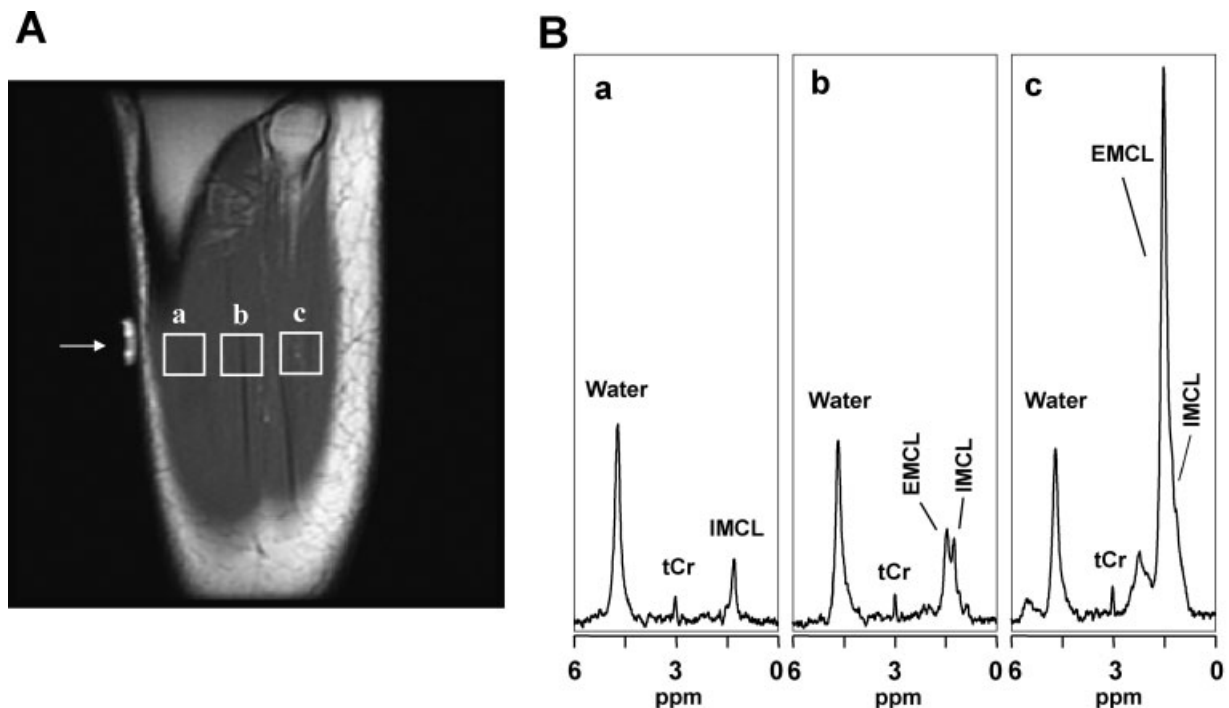 A
a b c
B
a
Water
tCr
IMCL
6 3 0
ppm
b
Water
tCr
EMCL
IMCL
6 3 0
ppm
c
EMCL
Water
tCr
IMCL
6 3 0
ppm